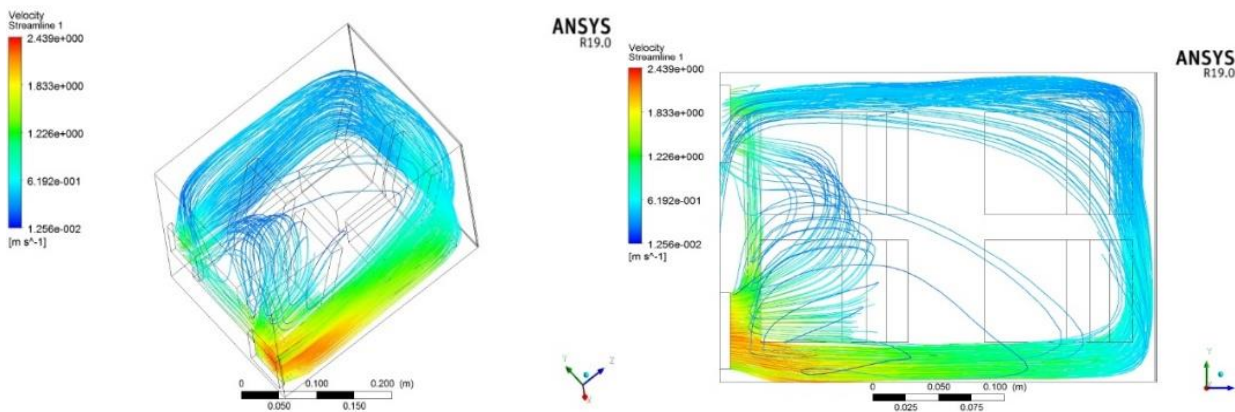 Velocity
Streamline 1
2.439e+000
1.833e+000
1.226e+000
6.192e-001
1.256e-002
[m s^-1]
ANSYS
R19.0
Y
Z
0 0.100 0.200 (m)
0.050 0.150
Velocity
Streamline 1
2.439e+000
1.833e+000
1.226e+000
6.192e-001
1.256e-002
[m s^-1]
ANSYS
R19.0
Y
0 0.050 0.100 (m)
0.025 0.075